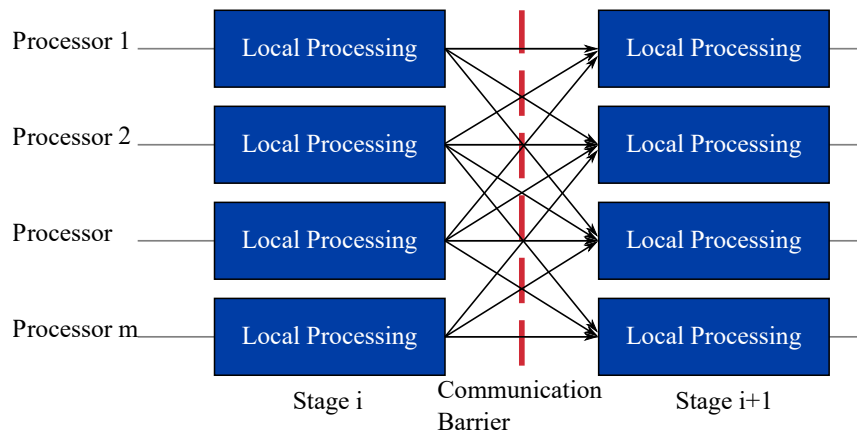 Processor 1 Local Processing Local Processing
Processor 2 Local Processing Local Processing
Processor Local Processing Local Processing
Processor m Local Processing Local Processing
Stage i Communication Barrier Stage i+1